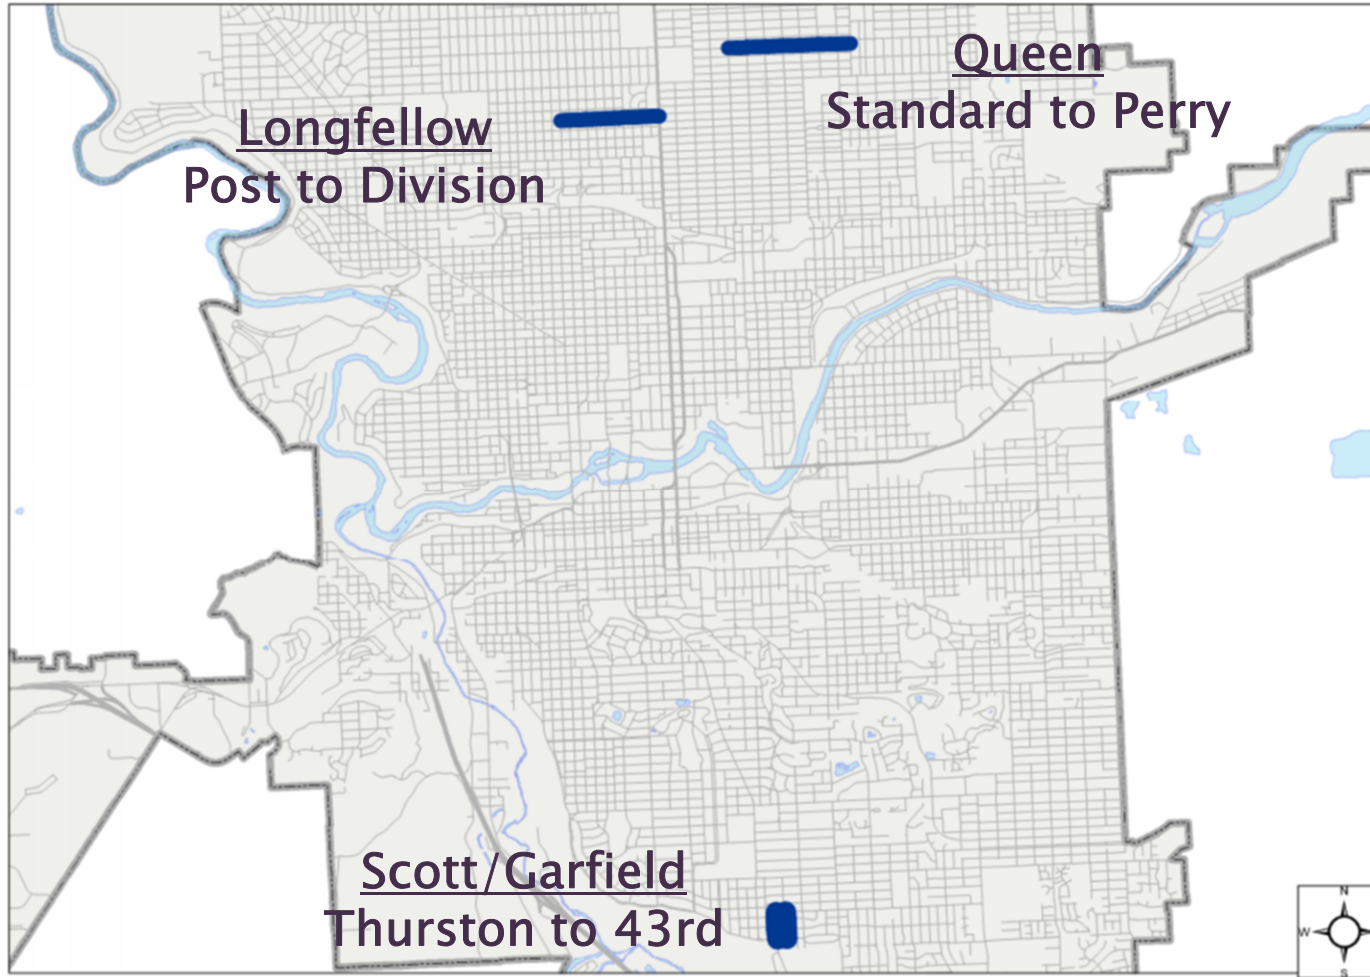 Queen
Standard to Perry
Longfellow
Post to Division
Scott/Garfield
Thurston to 43rd
N
W
S